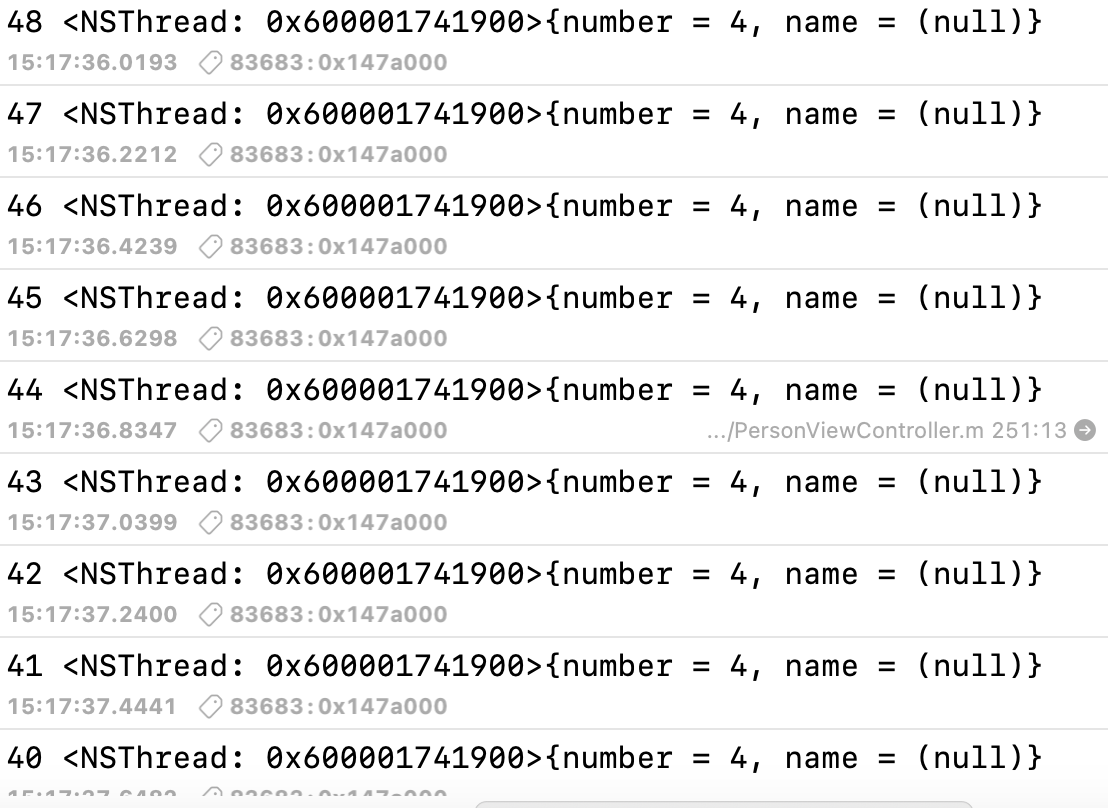 48 <NSThread: 0x600001741900>{number = 4, name = (null)}
15:17:36.0193 83683:0x147a000
47 <NSThread: 0x600001741900>{number = 4, name = (null)}
15:17:36.2212 83683:0x147a000
46 <NSThread: 0x600001741900>{number = 4, name = (null)}
15:17:36.4239 83683:0x147a000
45 <NSThread: 0x600001741900>{number = 4, name = (null)}
15:17:36.6298 83683:0x147a000
44 <NSThread: 0x600001741900>{number = 4, name = (null)}
15:17:36.8347 83683:0x147a000 .../PersonViewController.m 251:13
43 <NSThread: 0x600001741900>{number = 4, name = (null)}
15:17:37.0399 83683:0x147a000
42 <NSThread: 0x600001741900>{number = 4, name = (null)}
15:17:37.2400 83683:0x147a000
41 <NSThread: 0x600001741900>{number = 4, name = (null)}
15:17:37.4441 83683:0x147a000
40 <NSThread: 0x600001741900>{number = 4, name = (null)}